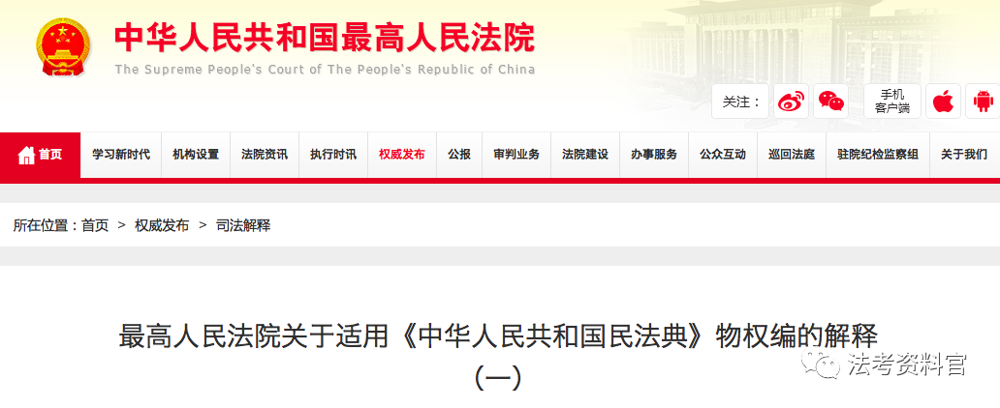 中华人民共和国最高人民法院
The Supreme People's Court of The People's Republic of China
关注：
手机
客户端
首页 学习新时代 机构设置 法院资讯 执行时讯 权威发布 公报 审判业务 法院建设 办事服务 公众互动 巡回法庭 驻院纪检监察组 关于我们
所在位置：首页 > 权威发布 > 司法解释
最高人民法院关于适用《中华人民共和国民法典》物权编的解释
（一）
法考资料官